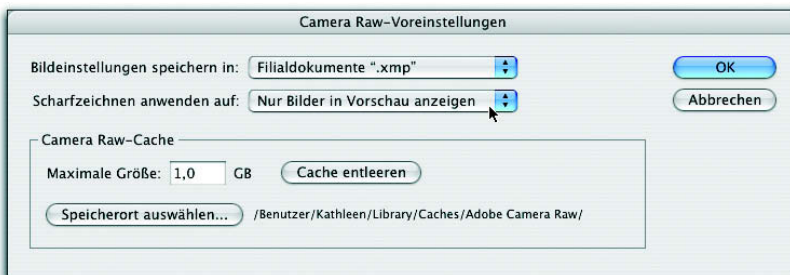 Camera Raw-Voreinstellungen
Bildeinstellungen speichern in: Filialdokumente “.xmp” OK
Scharfzeichnen anwenden auf: Nur Bilder in Vorschau anzeigen Abbrechen
Camera Raw-Cache
Maximale Größe: 1,0 GB Cache entleeren
Speicherort auswählen... /Benutzer/Kathleen/Library/Caches/Adobe Camera Raw/